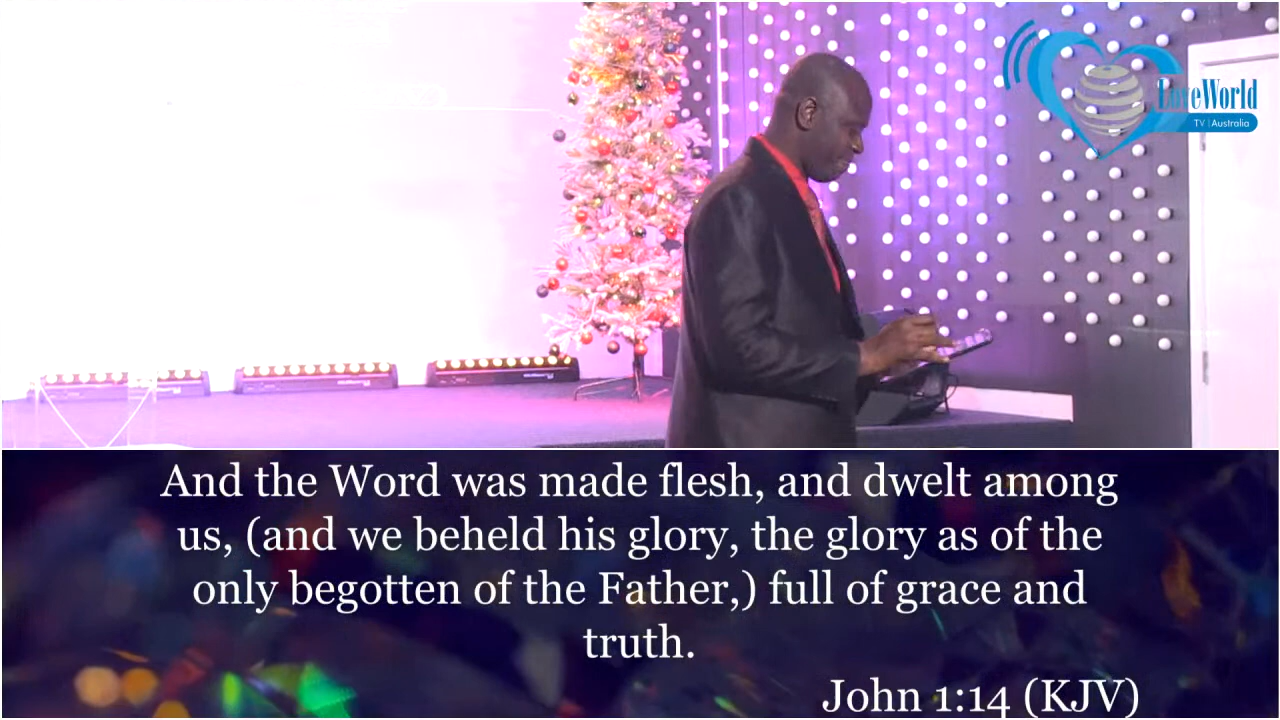 LoveWorld
TV | Australia
And the Word was made flesh, and dwelt among
us, (and we beheld his glory, the glory as of the
only begotten of the Father,) full of grace and
truth.
John 1:14 (KJV)